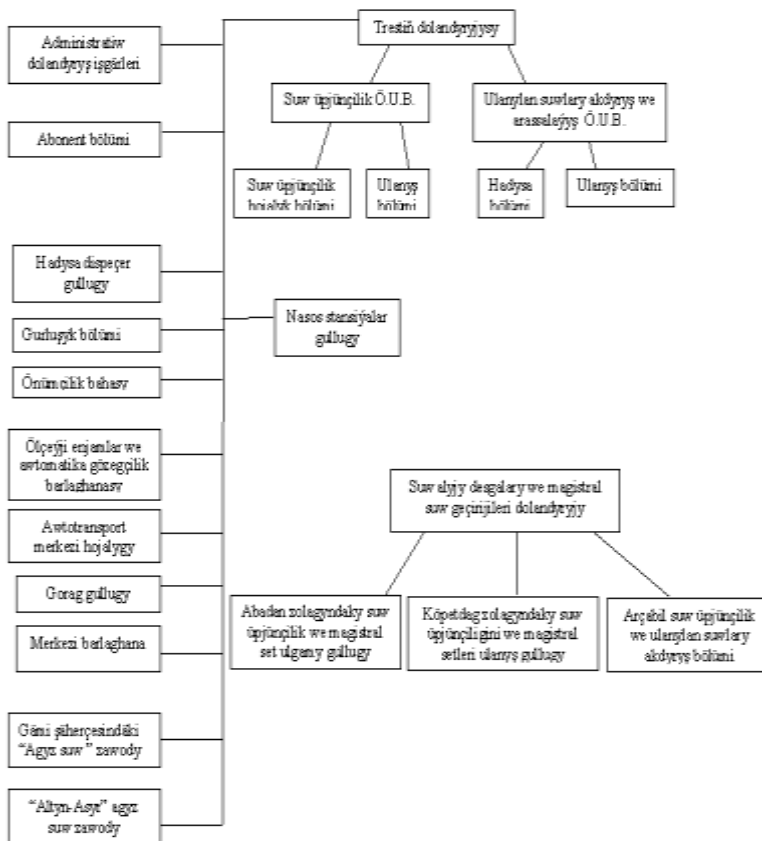 Trestiň dolandyryjysy
Administratiw
dolandyryş işgärleri
Suw üpjünçilik Ö.U.B.
Ulanylan suwlary akdyryş we
arassalaýyş Ö.U.B.
Abonent bölümi
Suw üpjünçilik
hojalyk bölümi
Ulanyş
bölümi
Hadysa
bölümi
Ulanyş bölümi
Hadysa dispeçer
gullugy
Nasos stansiýalar
gullugy
Gurluşyk bölümi
Önümçilik bahasy
Ölçeýji enjamlar we
awtomatika gözegçilik
barlaghanasy
Suw alyjy desgalary we magistral
suw geçirijileri dolandyryjy
Awtotransport
merkezi hojalygy
Gorag gullugy
Merkezi barlaghana
Abadan zolagyndaky suw
üpjünçilik we magistral
set ulgamy gullugy
Köpetdag zolagyndaky suw
üpjünçiligini we magistral
setleri ulanyş gullugy
Arçabil suw üpjünçilik
we ulanylan suwlary
akdyryş bölümi
Gämi şäherçesindäki
“Agyz suw” zawody
“Altyn-Asyr” agyz
suw zawody